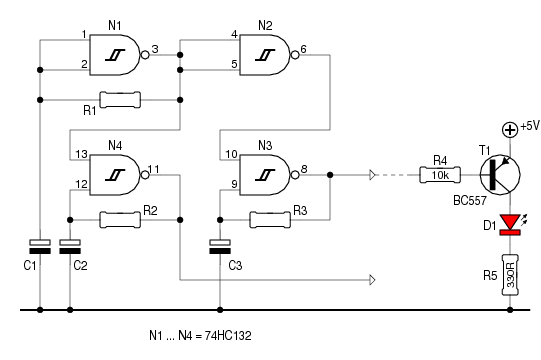 N1
N2
1
2
3
4
5
6
R1
+5V
N4
N3
T1
R4
13
12
11
10
9
8
10k
BC557
R2
R3
D1
C1
C2
C3
R5
330R
N1 ... N4 = 74HC132